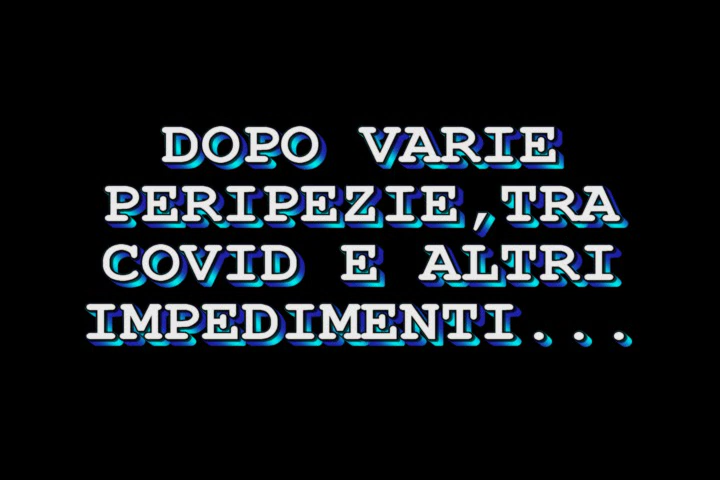 DOPO VARIE
PERIPEZIE,TRA
COVID E ALTRI
IMPEDIMENTI...